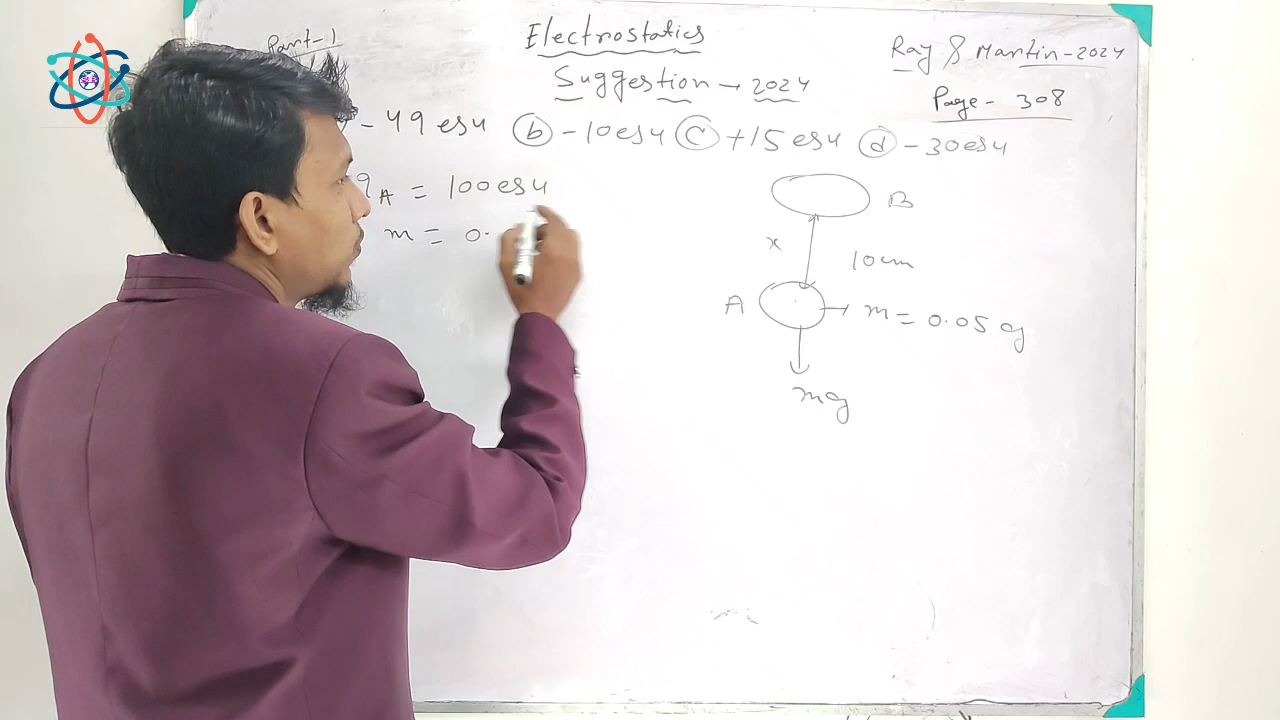 Part-1
Electrostatics
Suggestion → 2024
Ray & Martin-2024
Page - 308
- 49 esu (b) - 10 esu (c) + 15 esu (d) - 30 esu
q_A = 100 esu
m = 0.
B
x
10 cm
A
m = 0.05 g
mg